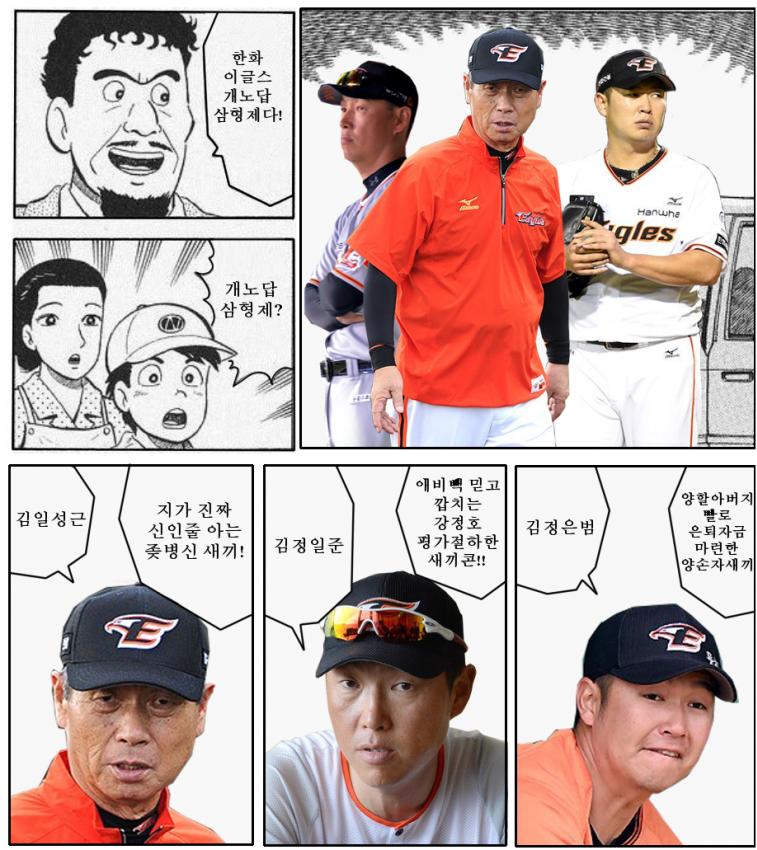 한화
이글스
개노답
삼형제다!
Hanwha
Eagles
Eagles
MIZUNO
개노답
삼형제?
김일성근
지가 진짜
신인줄 아는
좆병신 새끼!
김정일준
애비빽 믿고
깝치는
강정호
평가절하한
새끼콘!!
김정은범
양할아버지
빨로
은퇴자금
마련한
양손자새끼